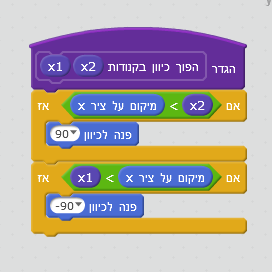 הגדר הפוך כיוון בקנודות x2 x1
אם x2 < מיקום על ציר x אז
פנה לכיוון 90
אם מיקום על ציר x < x1 אז
פנה לכיוון -90